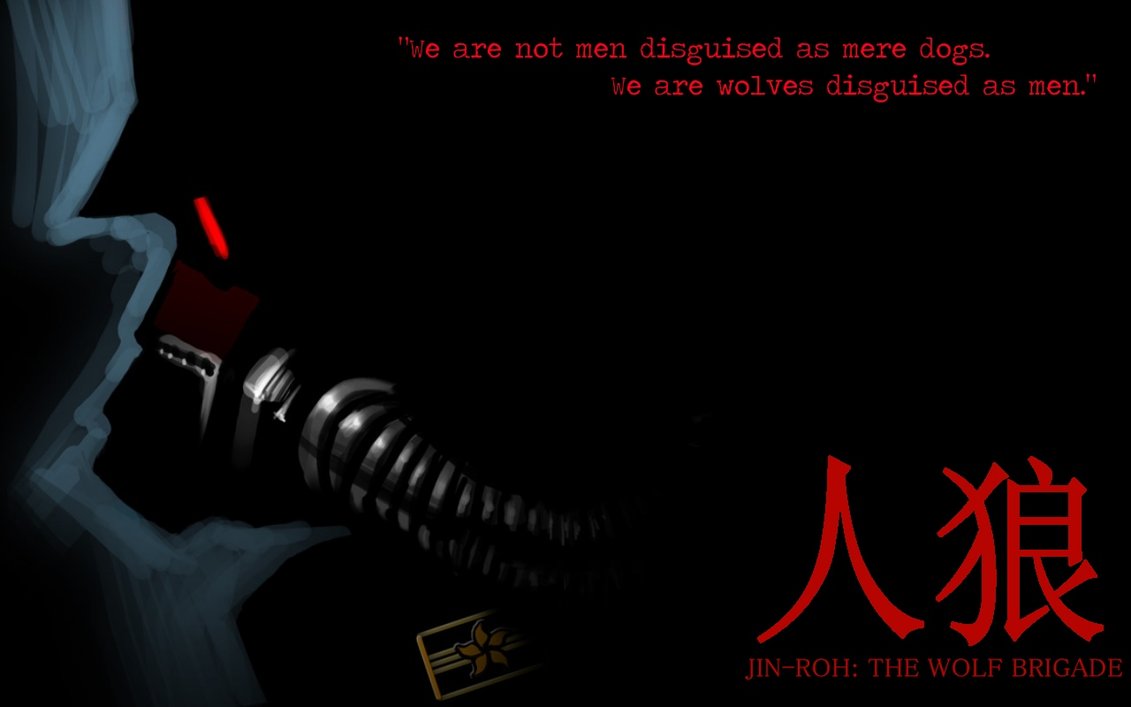 "We are not men disguised as mere dogs.
We are wolves disguised as men."
人狼
JIN-ROH: THE WOLF BRIGADE